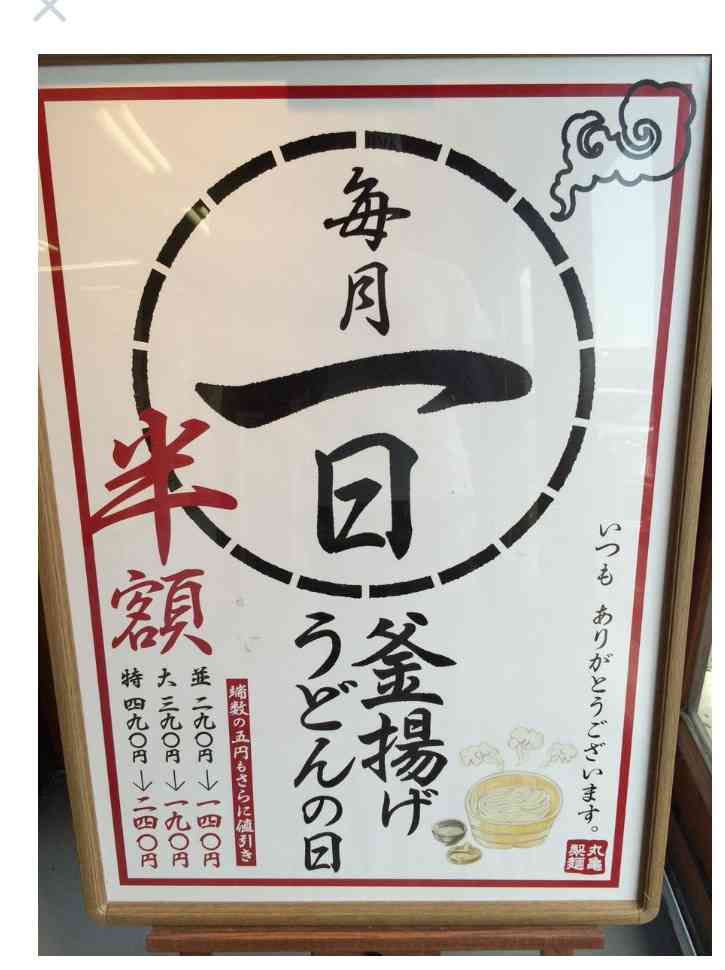 毎月
一日
いつも ありがとうございます。
釜揚げ
うどんの日
半額
端数の五円もさらに値引き
並 二九〇円→一四〇円
大 三九〇円→一九〇円
特 四九〇円→二四〇円
丸亀
製麺